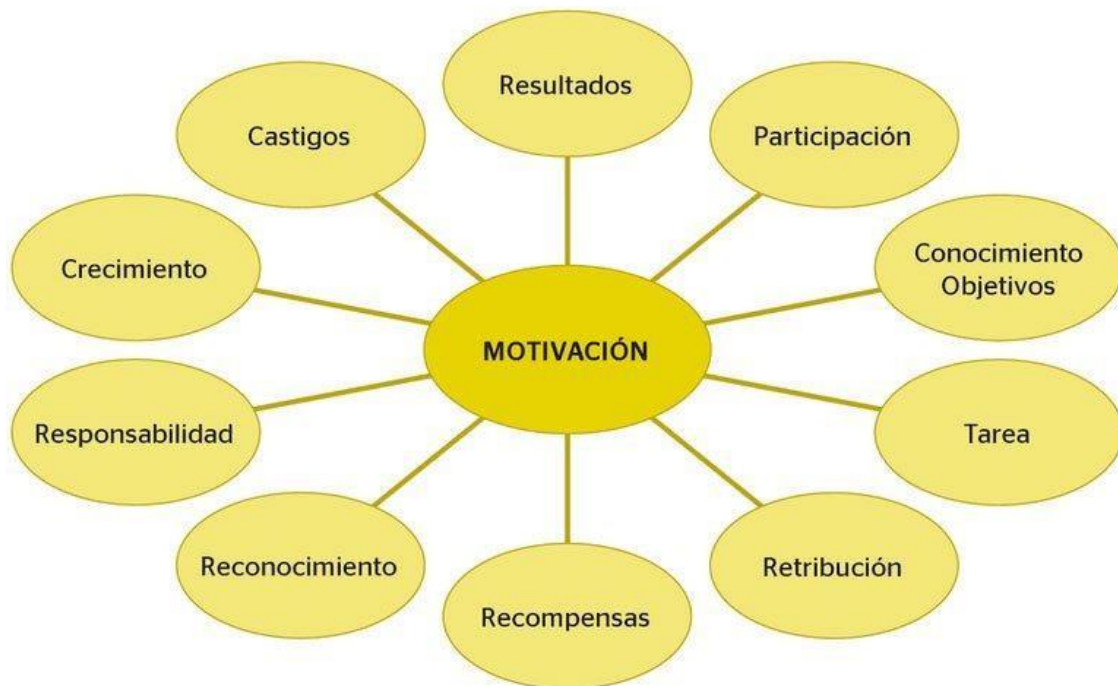 Resultados
Castigos
Participación
Crecimiento
Conocimiento
Objetivos
MOTIVACIÓN
Responsabilidad
Tarea
Reconocimiento
Retribución
Recompensas